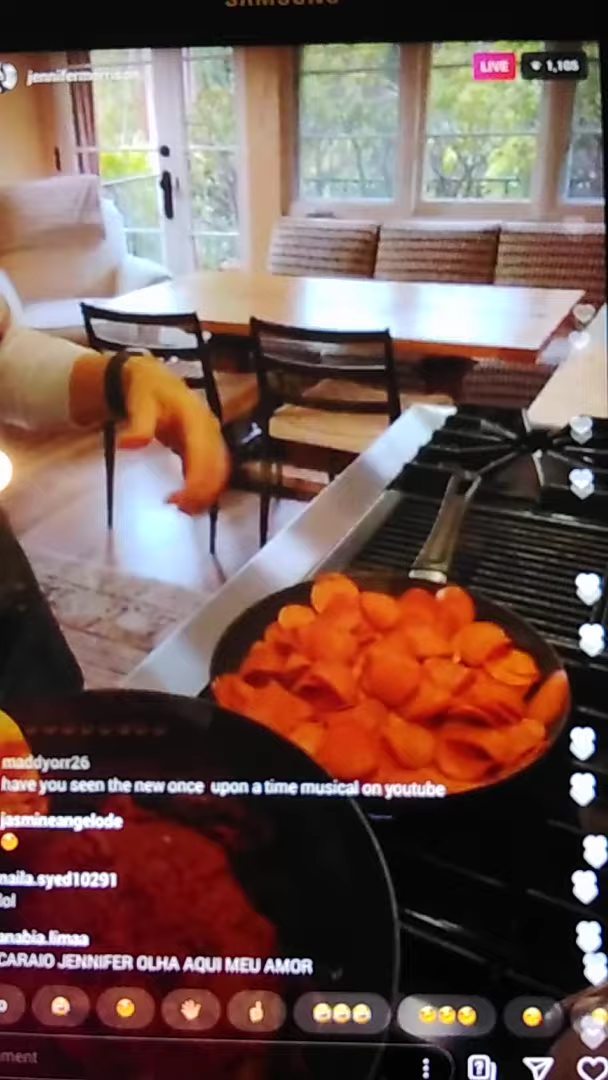 SAMSUNG
jennifermorrison
LIVE
1,105
maddyorr26
have you seen the new once upon a time musical on youtube
jasmineangelode
naila.syed10291
lol
anabia.limaa
CARAIO JENNIFER OLHA AQUI MEU AMOR